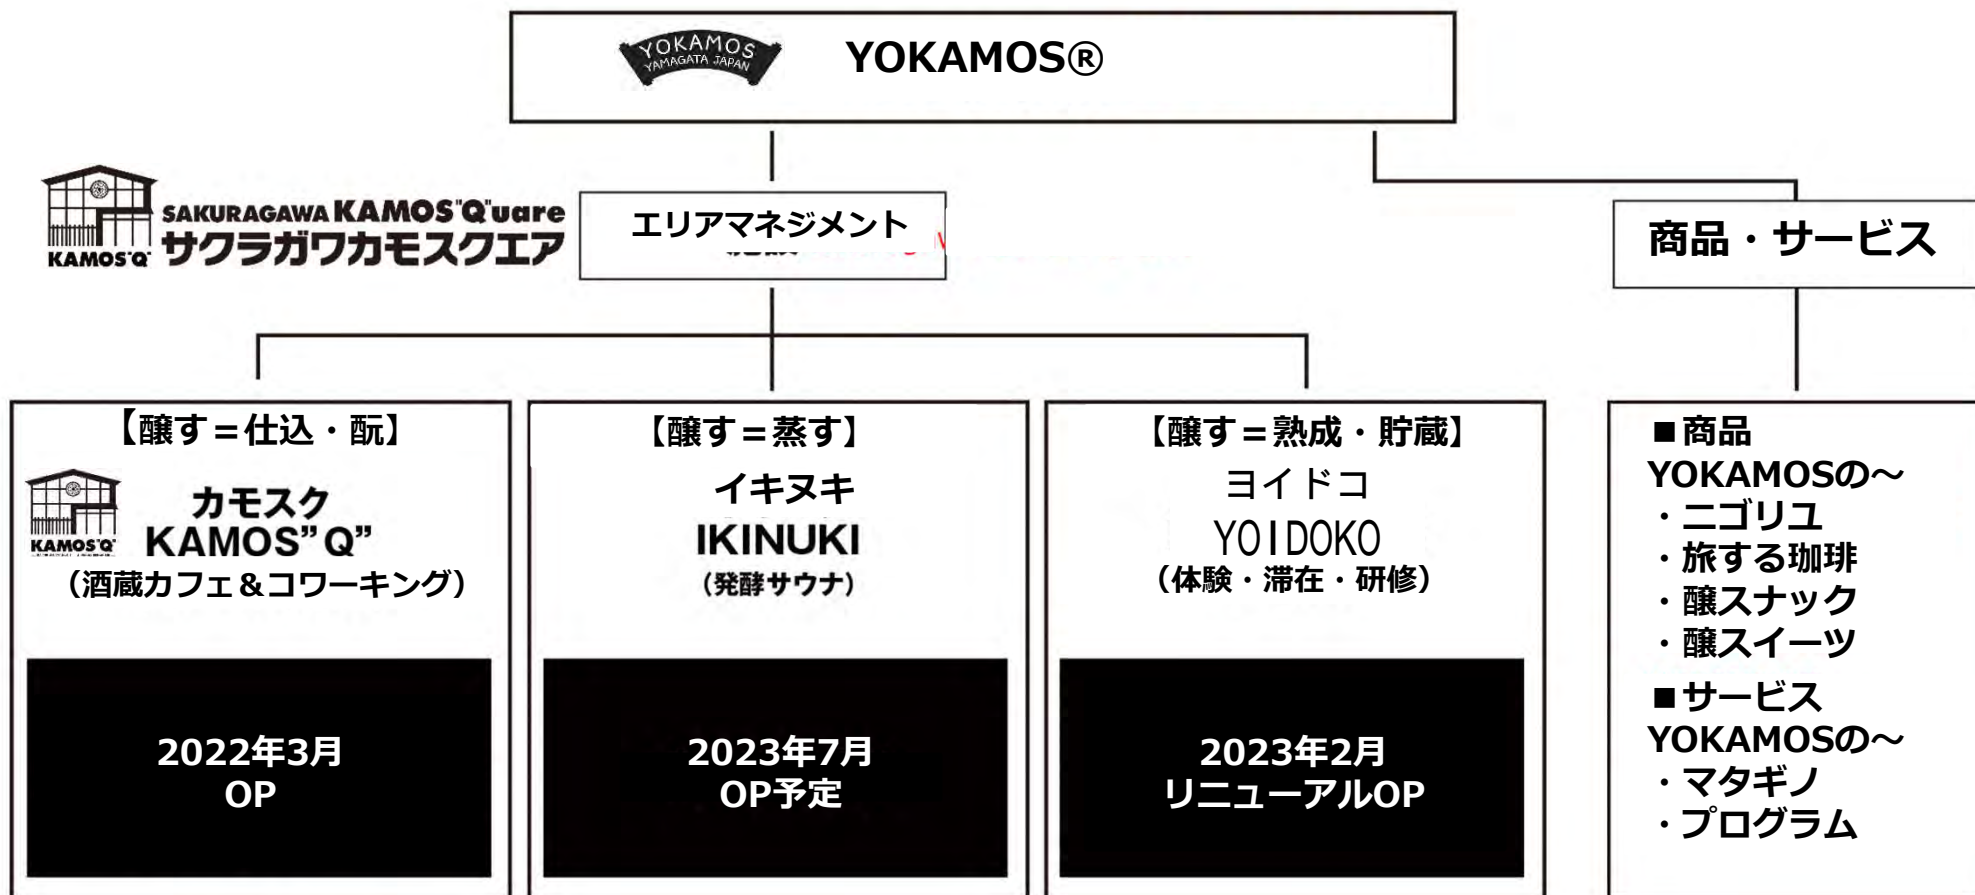 YOKAMOS
YAMAGATA JAPAN
YOKAMOS®
SAKURAGAWA KAMOS"Q"uare
KAMOS"Q"
サクラガワカモスクエア
エリアマネジメント
商品・サービス
【醸す=仕込・酛】
KAMOS"Q"
カモスク
KAMOS”Q”
(酒蔵カフェ&コワーキング)
2022年3月
OP
【醸す=蒸す】
イキヌキ
IKINUKI
(発酵サウナ)
2023年7月
OP予定
【醸す=熟成・貯蔵】
ヨイドコ
YOIDOKO
(体験・滞在・研修)
2023年2月
リニューアルOP
■商品
YOKAMOSの~
・ニゴリユ
・旅する珈琲
・醸スナック
・醸スイーツ
■サービス
YOKAMOSの~
・マタギノ
・プログラム